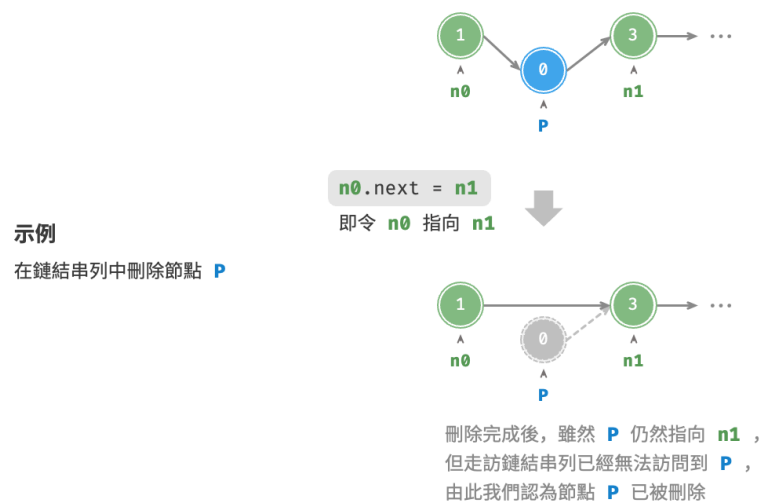 1
0
3
...
n0
n1
P
n0.next = n1
即令 n0 指向 n1
示例
在鏈結串列中刪除節點 P
1
0
3
...
n0
n1
P
刪除完成後，雖然 P 仍然指向 n1 ，
但走訪鏈結串列已經無法訪問到 P ，
由此我們認為節點 P 已被刪除